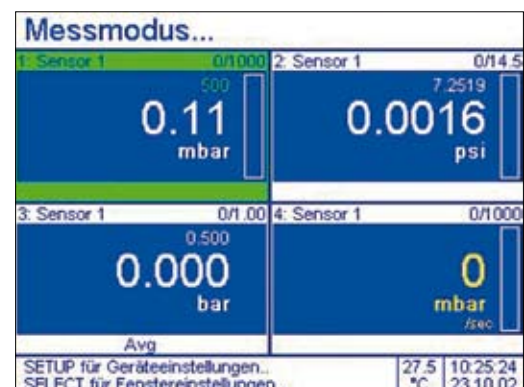 Messmodus...
1: Sensor 1 0/1000
500
0.11
mbar
2: Sensor 1 0/14.5
7.2519
0.0016
psi
3: Sensor 1 0/1.00
0.500
0.000
bar
Avg
4: Sensor 1 0/1000
0
mbar
/sec
SETUP für Geräteeinstellungen..
SELECT für Fenstereinstellungen
27.5 10:25:24
°C 23.10.02